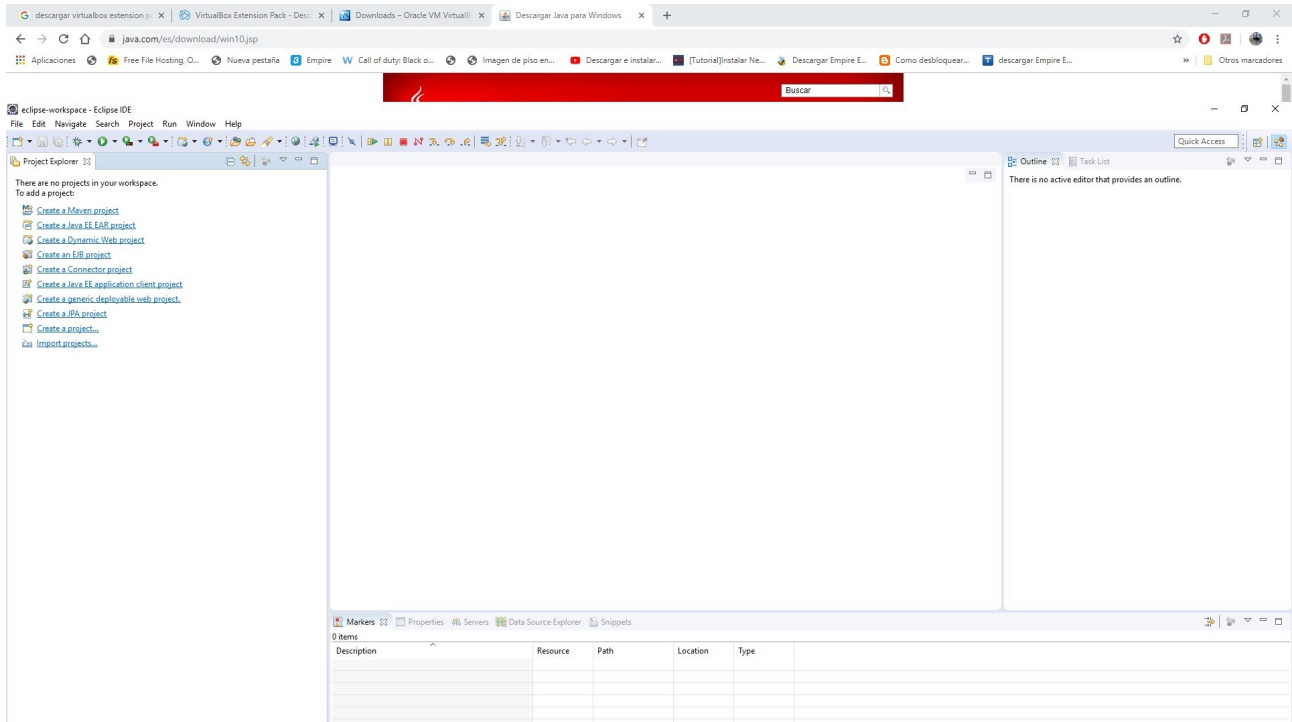 descargar virtualbox extension p
VirtualBox Extension Pack - Desc
Downloads – Oracle VM VirtualB
Descargar Java para Windows
java.com/es/download/win10.jsp
Aplicaciones
Free File Hosting, O...
Nueva pestaña
Empire
Call of duty: Black o...
Imagen de piso en...
Descargar e instalar...
[Tutorial]Instalar Ne...
Descargar Empire E...
Como desbloquear...
descargar Empire E...
»
Otros marcadores
Buscar
eclipse-workspace - Eclipse IDE
File Edit Navigate Search Project Run Window Help
Quick Access
Project Explorer
There are no projects in your workspace.
To add a project:
Create a Maven project
Create a Java EE EAR project
Create a Dynamic Web project
Create an EJB project
Create a Connector project
Create a Java EE application client project
Create a generic deployable web project.
Create a JPA project
Create a project...
Import projects...
Outline
Task List
There is no active editor that provides an outline.
Markers
Properties
Servers
Data Source Explorer
Snippets
0 items
Description Resource Path Location Type